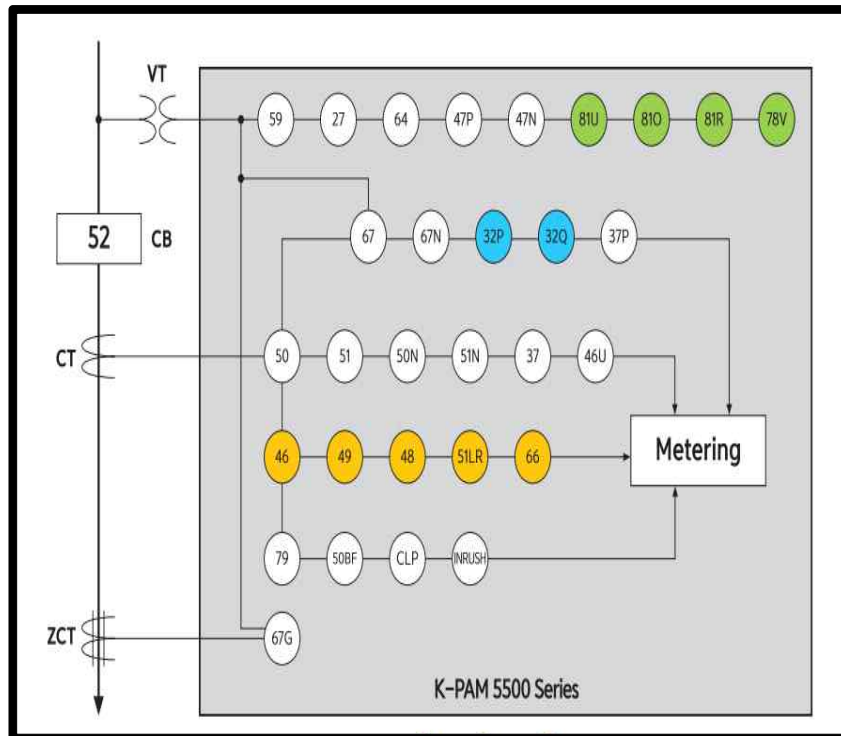 VT
59 27 64 47P 47N 81U 81O 81R 78V
52 CB
67 67N 32P 32Q 37P
CT
50 51 50N 51N 37 46U
46 49 48 51LR 66
Metering
79 50BF CLP INRUSH
ZCT
67G
K-PAM 5500 Series